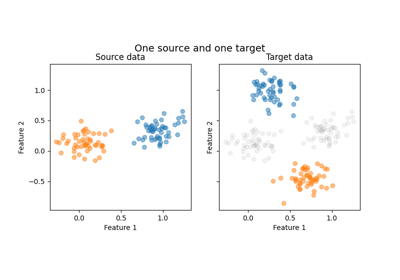 One source and one target
Source data
Target data
Feature 2
1.0
0.5
0.0
−0.5
0.0 0.5 1.0
Feature 1
Feature 2
0.0 0.5 1.0
Feature 1